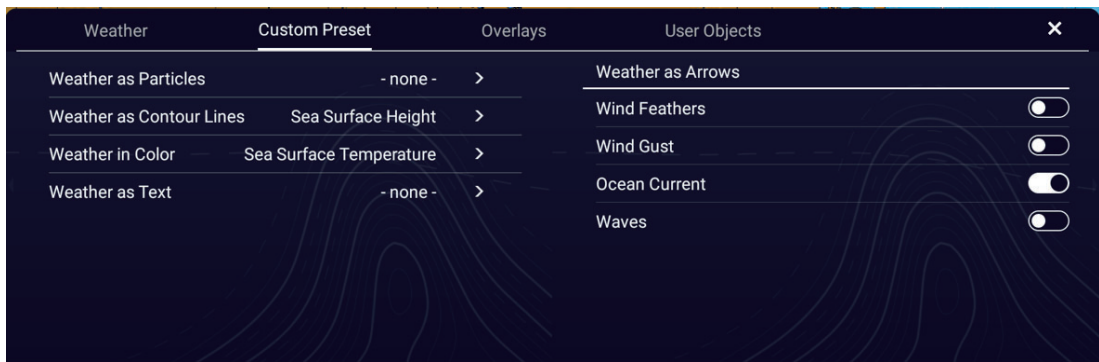 Weather Custom Preset Overlays User Objects ×
Weather as Particles - none - >
Weather as Contour Lines Sea Surface Height >
Weather in Color Sea Surface Temperature >
Weather as Text - none - >
Weather as Arrows
Wind Feathers
Wind Gust
Ocean Current
Waves